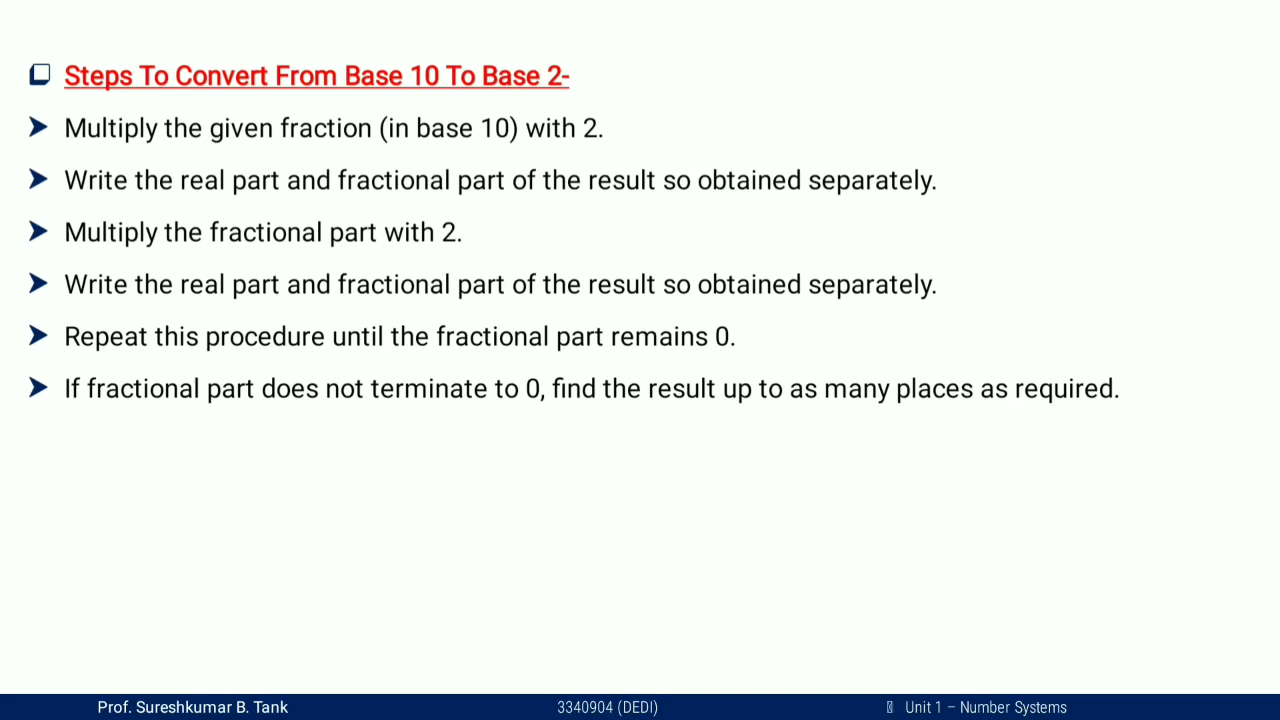 Steps To Convert From Base 10 To Base 2-
Multiply the given fraction (in base 10) with 2.
Write the real part and fractional part of the result so obtained separately.
Multiply the fractional part with 2.
Write the real part and fractional part of the result so obtained separately.
Repeat this procedure until the fractional part remains 0.
If fractional part does not terminate to 0, find the result up to as many places as required.
Prof. Sureshkumar B. Tank 3340904 (DEDI) Unit 1 – Number Systems